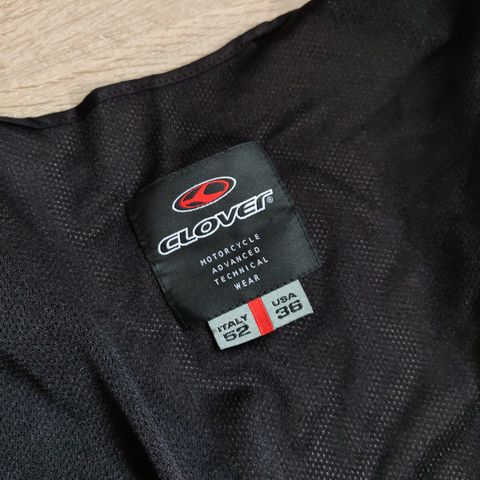 CLOVER®
MOTORCYCLE
ADVANCED
TECHNICAL
WEAR
ITALY USA
52 36